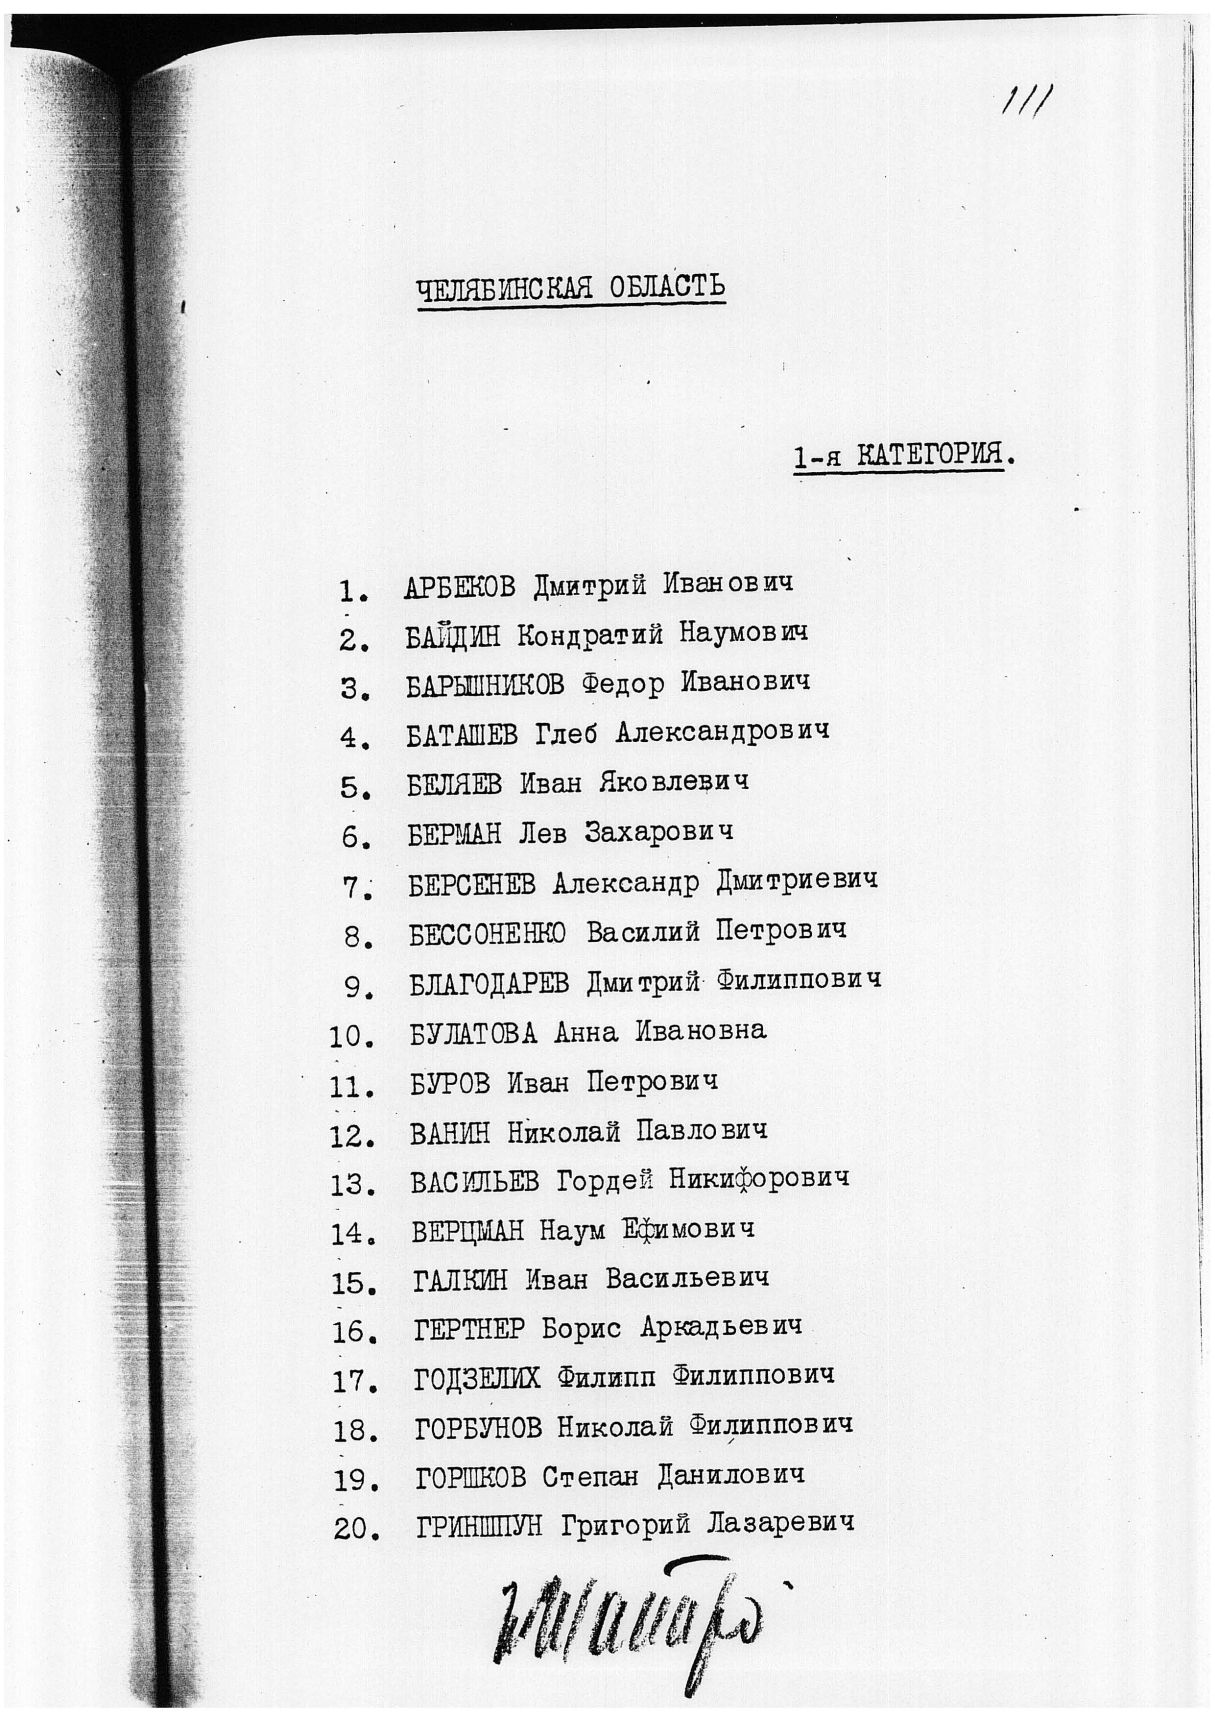 111
ЧЕЛЯБИНСКАЯ ОБЛАСТЬ
1-я КАТЕГОРИЯ.
1. АРБЕКОВ Дмитрий Иванович
2. БАЙДИН Кондратий Наумович
3. БАРЫШНИКОВ Федор Иванович
4. БАТАШЕВ Глеб Александрович
5. БЕЛЯЕВ Иван Яковлевич
6. БЕРМАН Лев Захарович
7. БЕРСЕНЕВ Александр Дмитриевич
8. БЕССОНЕНКО Василий Петрович
9. БЛАГОДАРЕВ Дмитрий Филиппович
10. БУЛАТОВА Анна Ивановна
11. БУРОВ Иван Петрович
12. ВАНИН Николай Павлович
13. ВАСИЛЬЕВ Гордей Никифорович
14. ВЕРЦМАН Наум Ефимович
15. ГАЛКИН Иван Васильевич
16. ГЕРТНЕР Борис Аркадьевич
17. ГОДЗЕЛИХ Филипп Филиппович
18. ГОРБУНОВ Николай Филиппович
19. ГОРШКОВ Степан Данилович
20. ГРИНШПУН Григорий Лазаревич